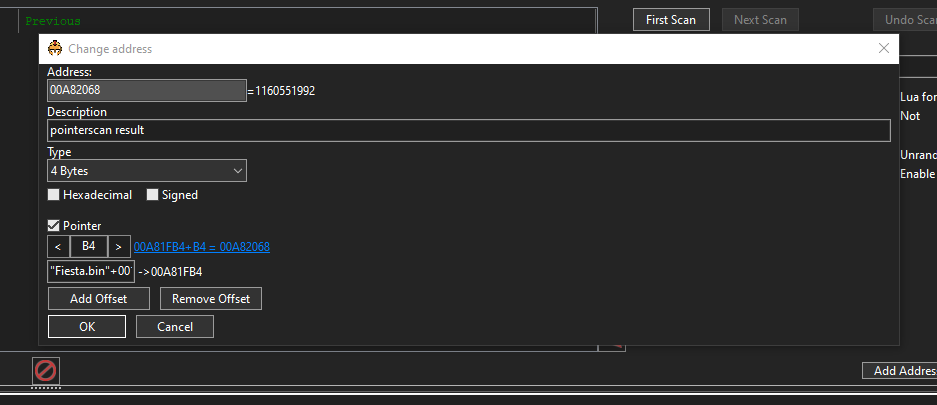 Previous
First Scan
Next Scan
Undo Scan
Change address
Address:
00A82068 =1160551992
Description
pointerscan result
Type
4 Bytes
Hexadecimal
Signed
Pointer
< B4 > 00A81FB4+B4 = 00A82068
"Fiesta.bin"+00 ->00A81FB4
Add Offset
Remove Offset
OK
Cancel
Lua for
Not
Unrand
Enable
Add Addres